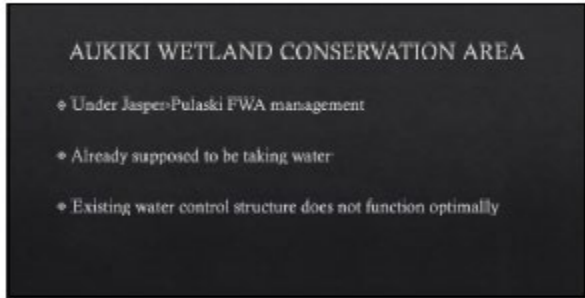 AUKIKI WETLAND CONSERVATION AREA
Under Jasper-Pulaski FWA management
Already supposed to be taking water
Existing water control structure does not function optimally